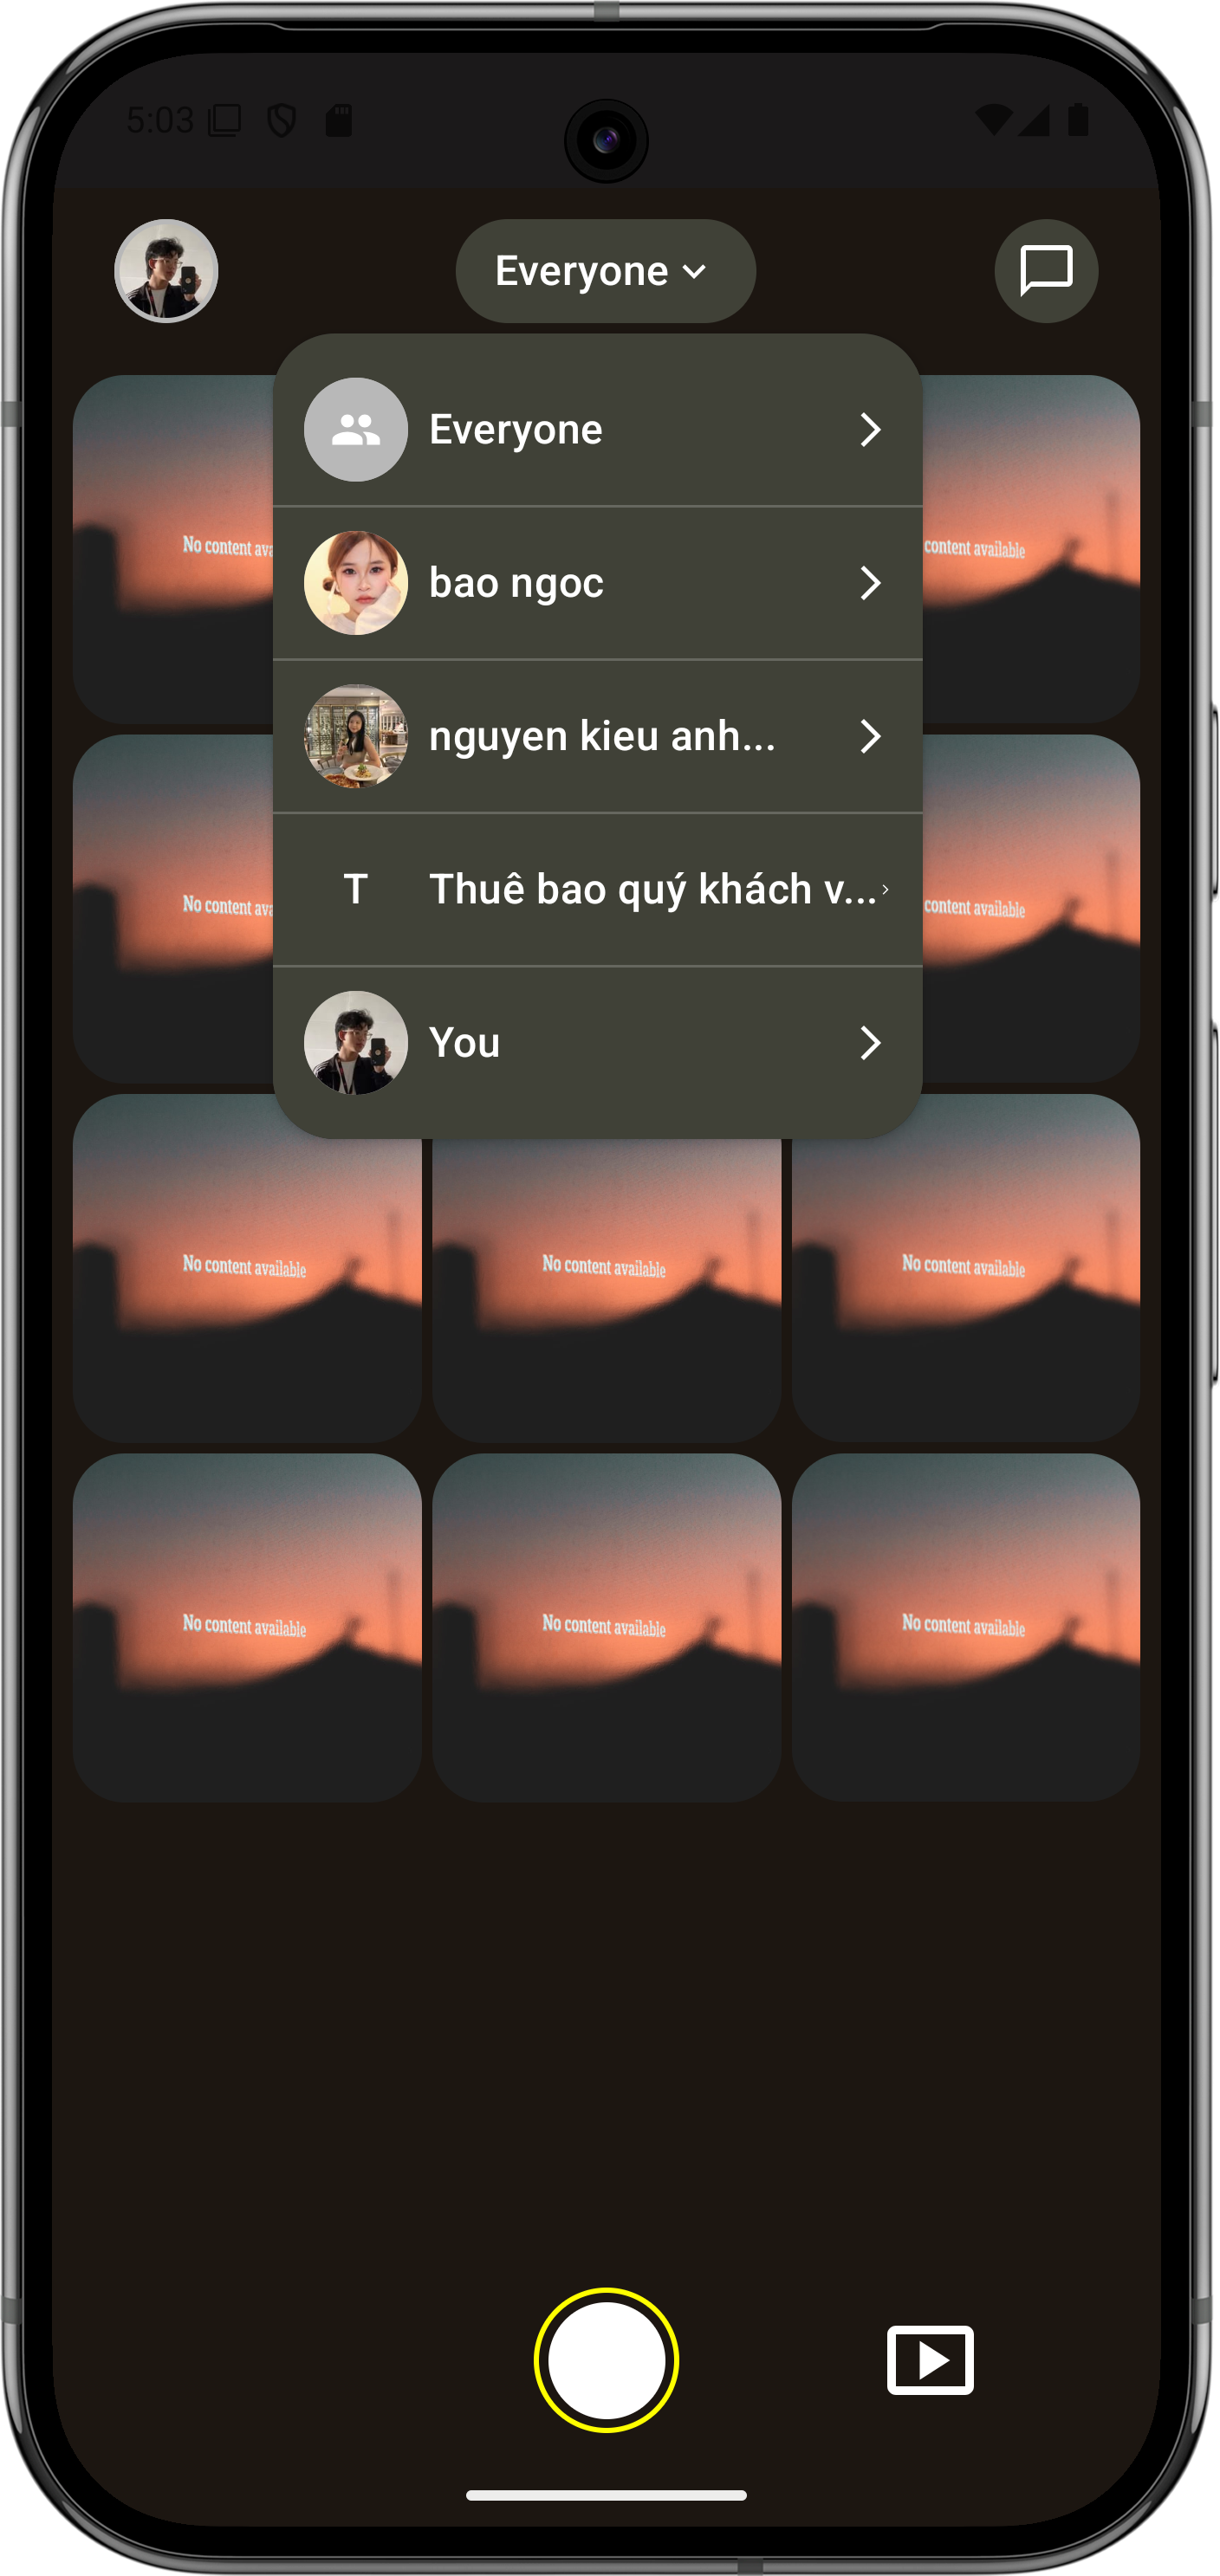 5:03
Everyone
Everyone
bao ngoc
nguyen kieu anh...
T
Thuê bao quý khách v...
You
No content ava
content available
No content ava
content available
No content available
No content available
No content available
No content available
No content available
No content available